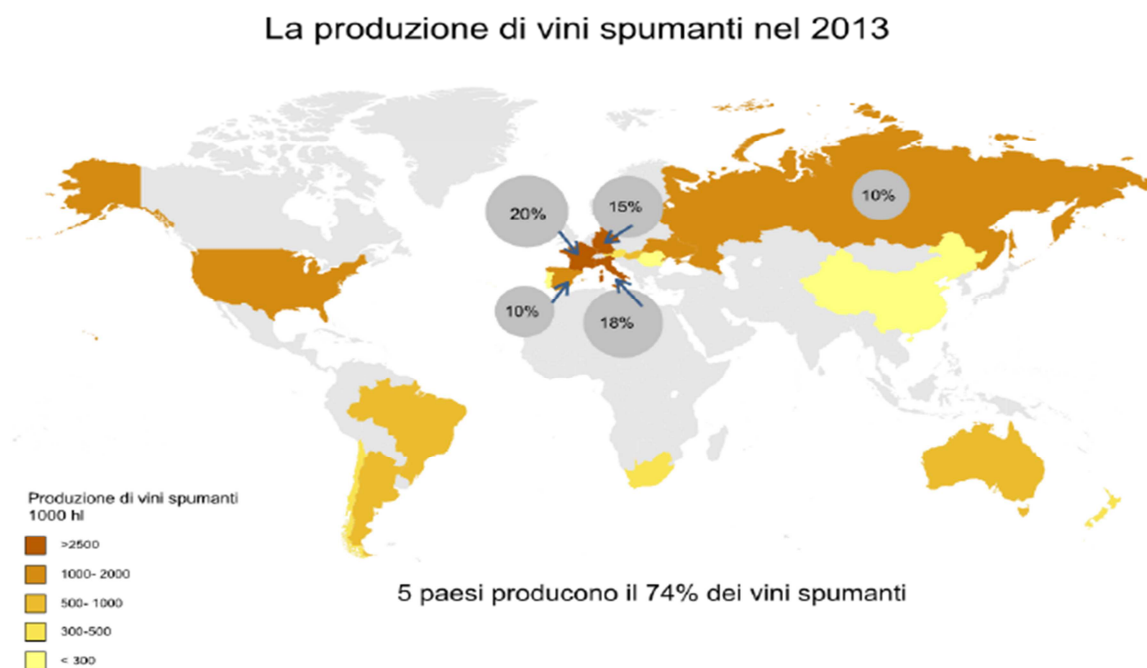 La produzione di vini spumanti nel 2013
20%
15%
10%
10%
18%
Produzione di vini spumanti
1000 hl
>2500
1000- 2000
500- 1000
300-500
< 300
5 paesi producono il 74% dei vini spumanti